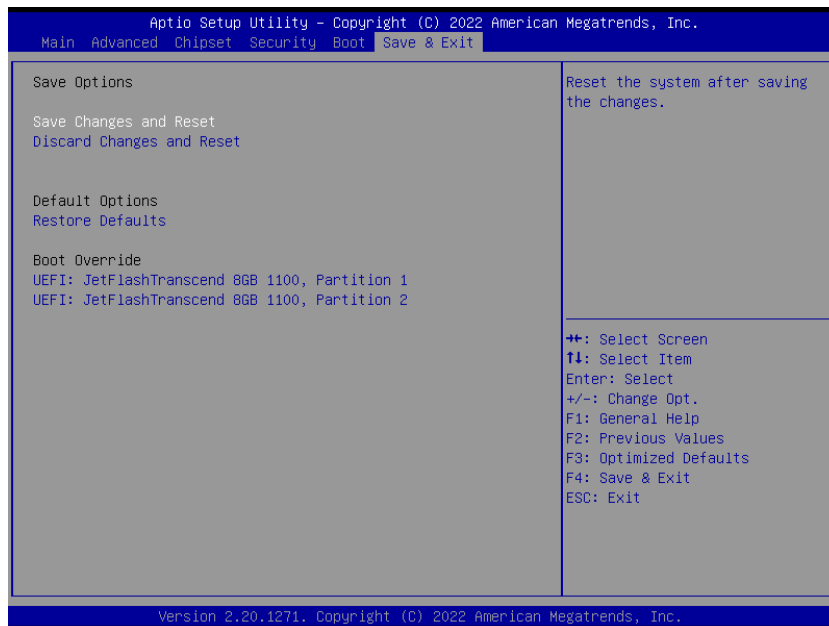 Aptio Setup Utility – Copyright (C) 2022 American Megatrends, Inc.
Main Advanced Chipset Security Boot Save & Exit
Save Options
Save Changes and Reset
Discard Changes and Reset
Default Options
Restore Defaults
Boot Override
UEFI: JetFlashTranscend 8GB 1100, Partition 1
UEFI: JetFlashTranscend 8GB 1100, Partition 2
Reset the system after saving
the changes.
→←: Select Screen
↑↓: Select Item
Enter: Select
+/-: Change Opt.
F1: General Help
F2: Previous Values
F3: Optimized Defaults
F4: Save & Exit
ESC: Exit
Version 2.20.1271. Copyright (C) 2022 American Megatrends, Inc.